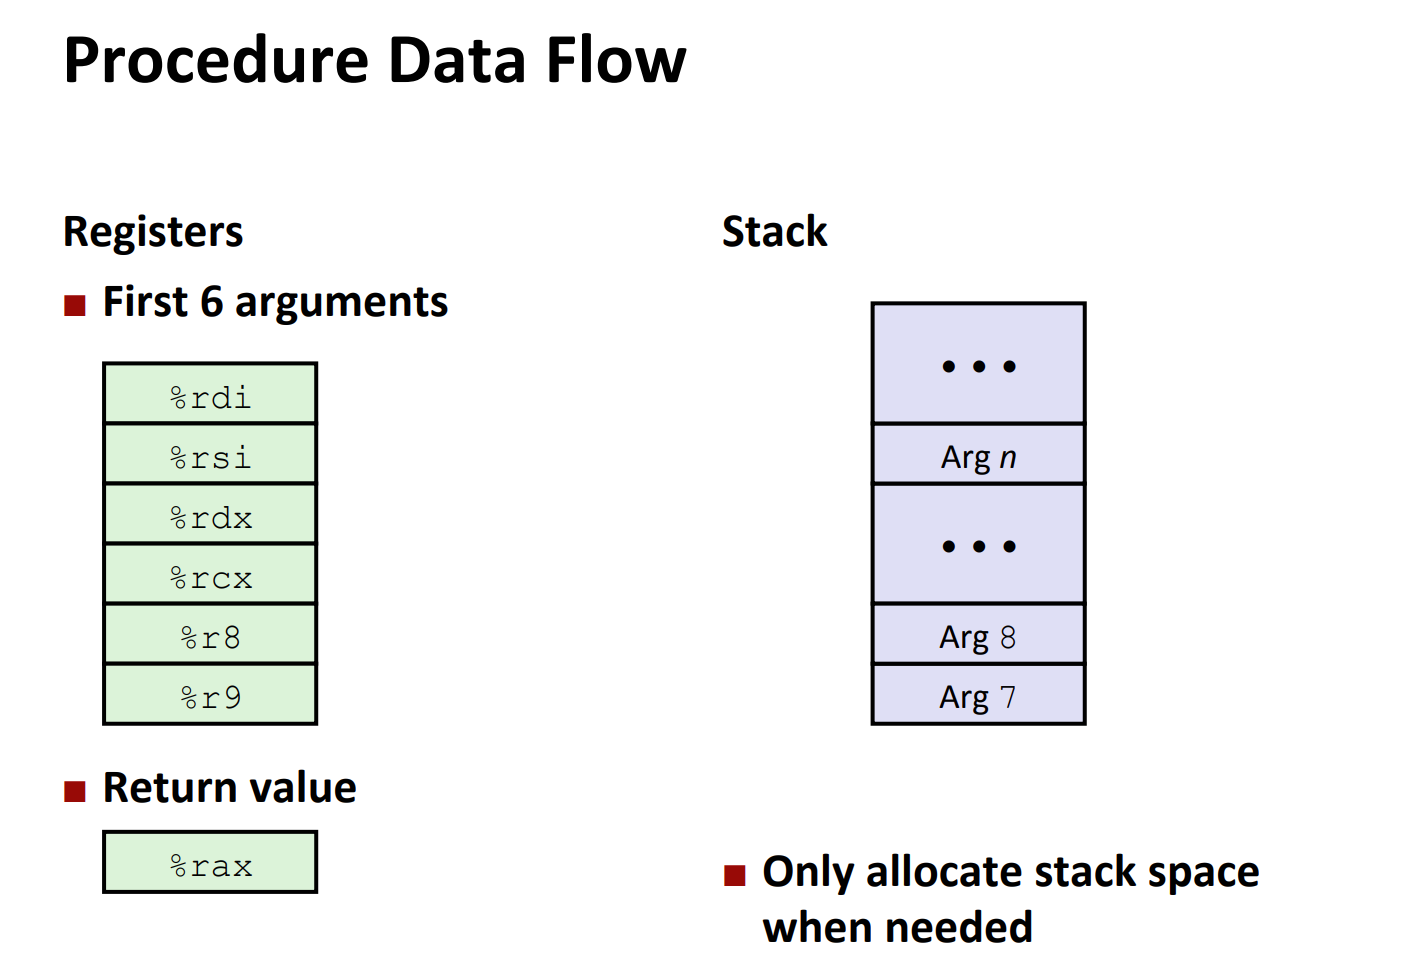 Procedure Data Flow
Registers
■ First 6 arguments
%rdi
%rsi
%rdx
%rcx
%r8
%r9
■ Return value
%rax
Stack
• • •
Arg n
• • •
Arg 8
Arg 7
■ Only allocate stack space
when needed